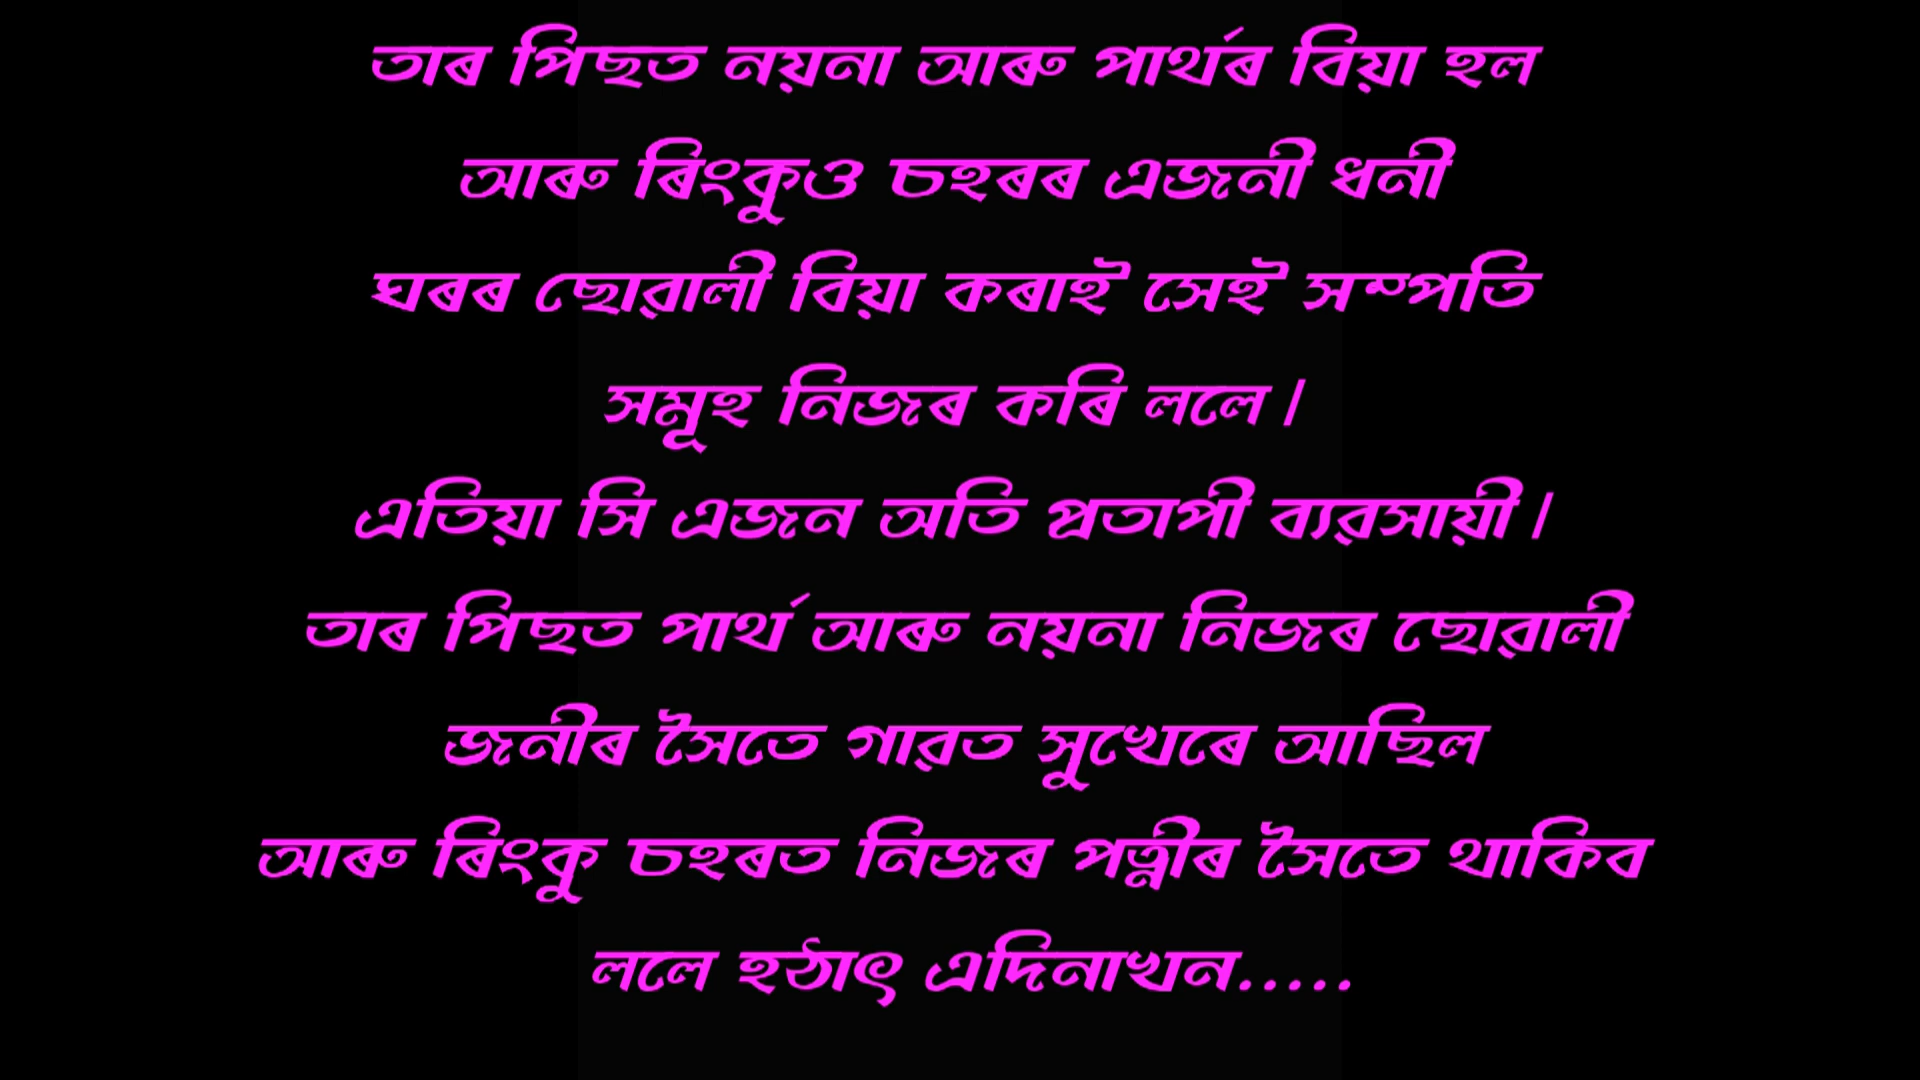 তাৰ পিছত নয়না আৰু পাৰ্থৰ বিয়া হল
আৰু ৰিংকুও চহৰৰ এজনী ধনী
ঘৰৰ ছোৱালী বিয়া কৰাই সেই সম্পতি
সমূহ নিজৰ কৰি ললে।
এতিয়া সি এজন অতি প্ৰতাপী ব্যৱসায়ী।
তাৰ পিছত পাৰ্থ আৰু নয়না নিজৰ ছোৱালী
জনীৰ সৈতে গাৱত সুখেৰে আছিল
আৰু ৰিংকু চহৰত নিজৰ পত্নীৰ সৈতে থাকিব
ললে হঠাৎ এদিনাখন.....